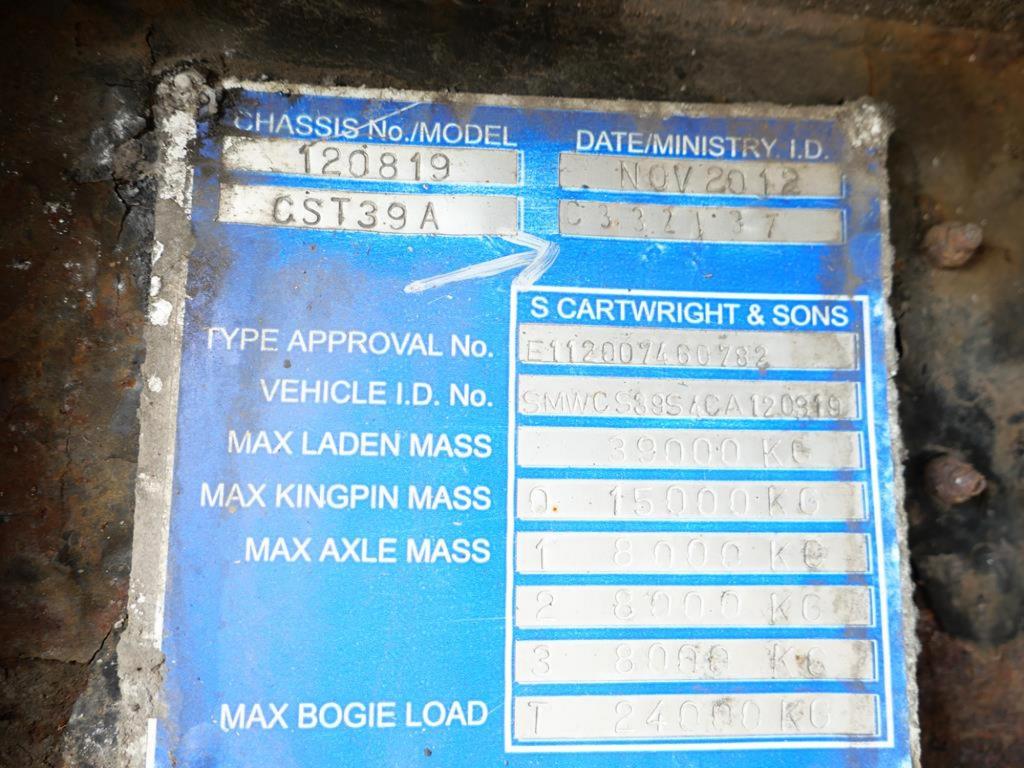 CHASSIS No./MODEL
DATE/MINISTRY I.D.
120819
NOV 2012
CST39A
C332137
S CARTWRIGHT & SONS
TYPE APPROVAL No.
E112007460782
VEHICLE I.D. No.
MAX LADEN MASS 39000 KG
MAX KINGPIN MASS 0 15000 KG
MAX AXLE MASS 1 8000 KG
2 8000 KG
3 8000 KG
MAX BOGIE LOAD T 24000 KG